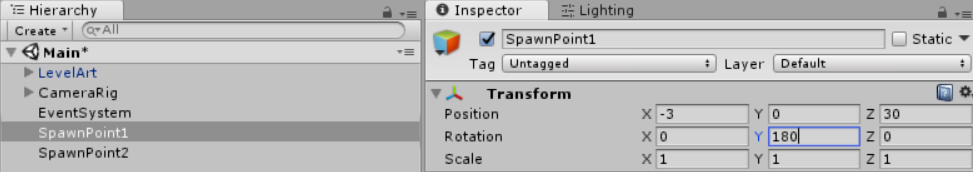 Hierarchy
Create All
Main*
LevelArt
CameraRig
EventSystem
SpawnPoint1
SpawnPoint2
Inspector Lighting
SpawnPoint1 Static
Tag Untagged Layer Default
Transform
Position X -3 Y 0 Z 30
Rotation X 0 Y 180 Z 0
Scale X 1 Y 1 Z 1